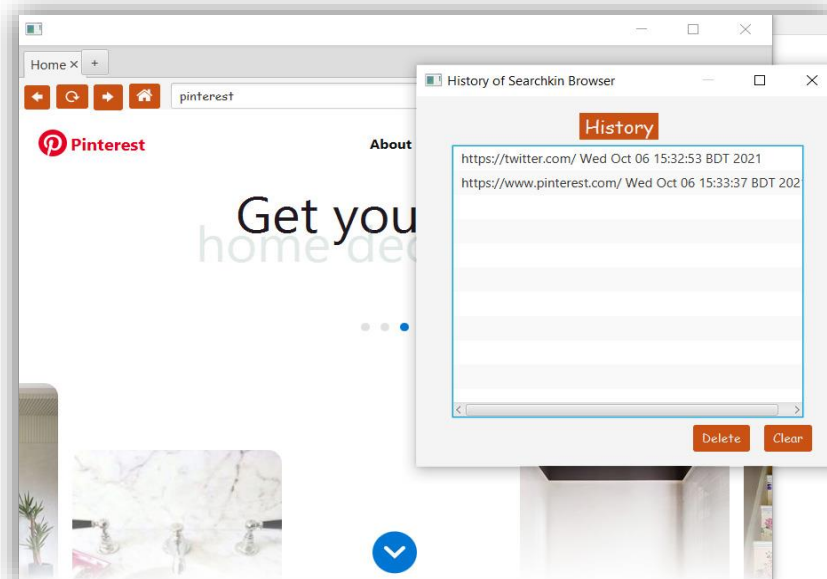 Home × +
pinterest
Pinterest
About
Get you
home dec
History of Searchkin Browser
History
https://twitter.com/ Wed Oct 06 15:32:53 BDT 2021
https://www.pinterest.com/ Wed Oct 06 15:33:37 BDT 202
Delete Clear